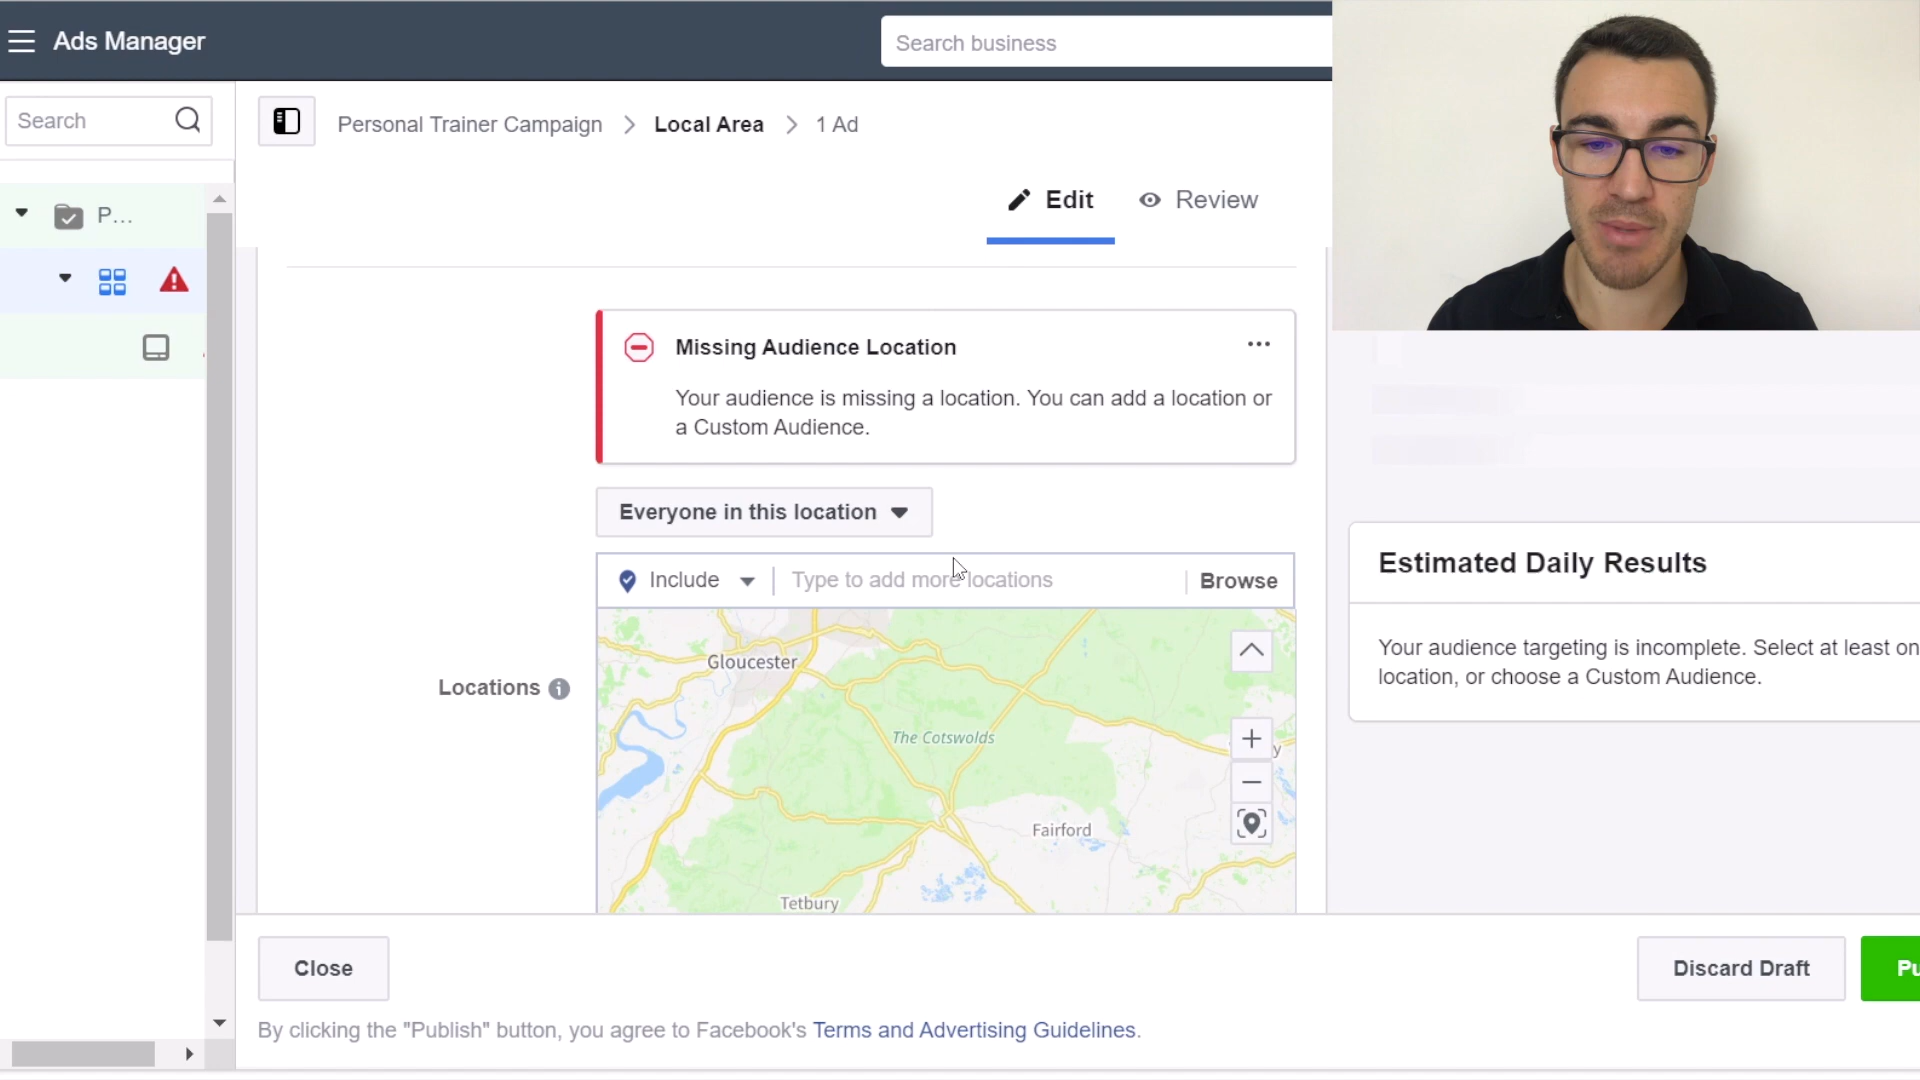 Ads Manager
Search business
Search
Personal Trainer Campaign > Local Area > 1 Ad
Edit
Review
P...
Missing Audience Location
Your audience is missing a location. You can add a location or
a Custom Audience.
Everyone in this location
Include
Type to add more locations
Browse
Locations
Gloucester
The Cotswolds
Fairford
Tetbury
Estimated Daily Results
Your audience targeting is incomplete. Select at least on
location, or choose a Custom Audience.
Close
Discard Draft
Pu
By clicking the "Publish" button, you agree to Facebook's Terms and Advertising Guidelines.